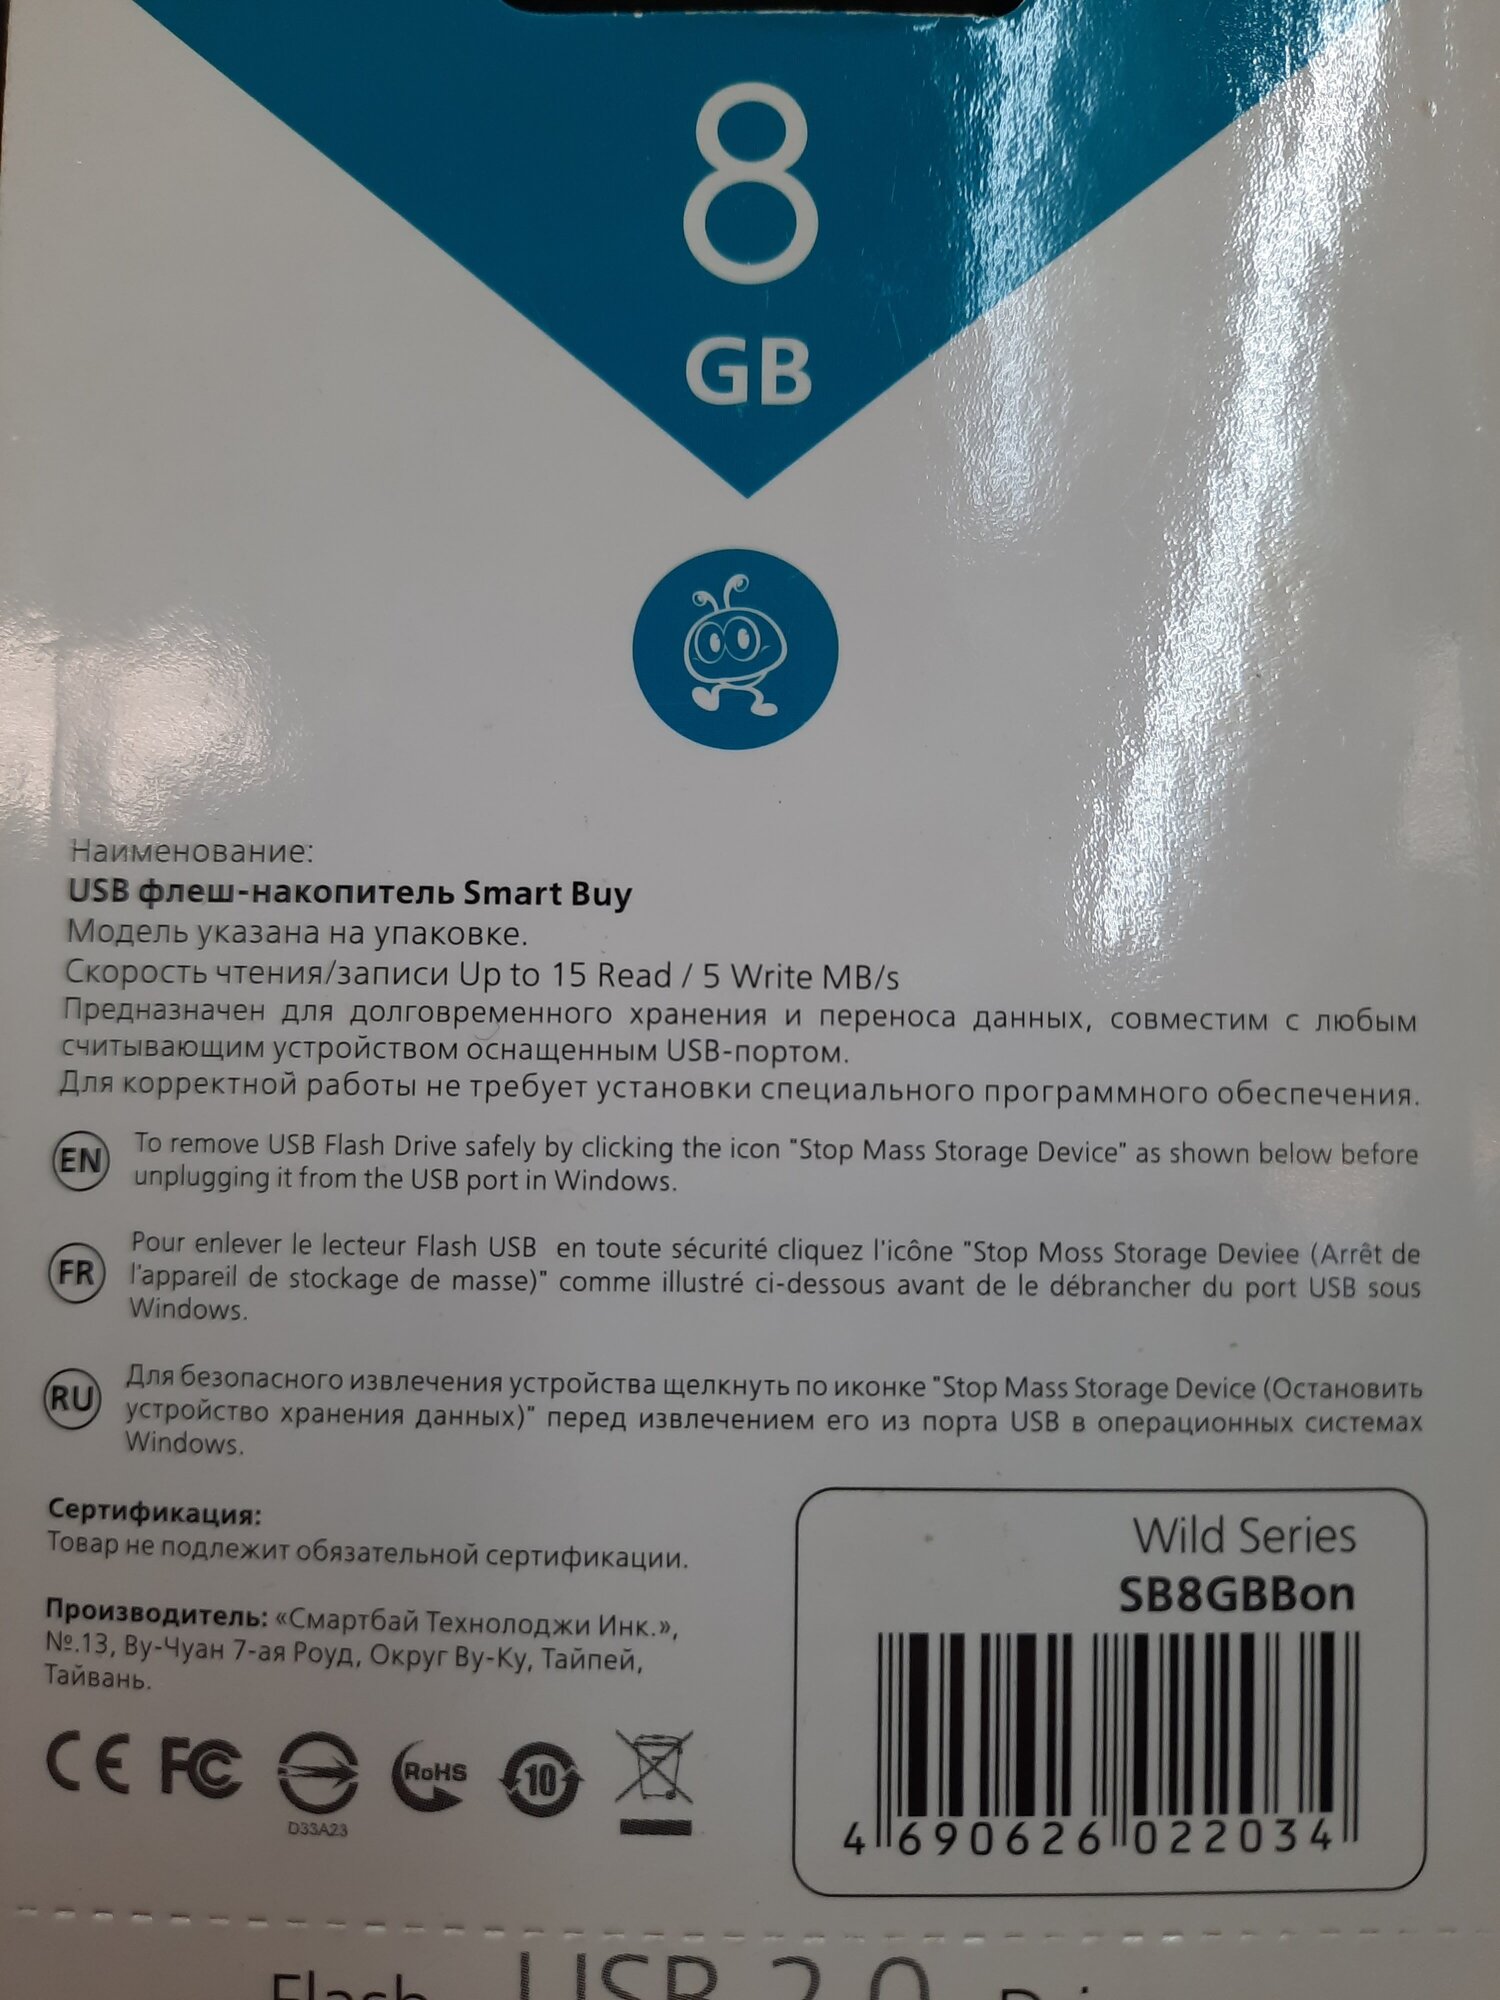 8
GB
Наименование:
USB флеш-накопитель Smart Buy
Модель указана на упаковке.
Скорость чтения/записи Up to 15 Read / 5 Write MB/s
Предназначен для долговременного хранения и переноса данных, совместим с любым
считывающим устройством оснащенным USB-портом.
Для корректной работы не требует установки специального программного обеспечения.
EN To remove USB Flash Drive safely by clicking the icon "Stop Mass Storage Device" as shown below before
unplugging it from the USB port in Windows.
FR Pour enlever le lecteur Flash USB en toute sécurité cliquez l'icône "Stop Moss Storage Deviee (Arrêt de
l'appareil de stockage de masse)" comme illustré ci-dessous avant de le débrancher du port USB sous
Windows.
RU Для безопасного извлечения устройства щелкнуть по иконке "Stop Mass Storage Device (Остановить
устройство хранения данных)" перед извлечением его из порта USB в операционных системах
Windows.
Сертификация:
Товар не подлежит обязательной сертификации.
Производитель: «Смартбай Технолоджи Инк.»,
№.13, Ву-Чуан 7-ая Роуд, Округ Ву-Ку, Тайпей,
Тайвань.
CE FC RoHS 10
D33A23
Wild Series
SB8GBBon
4 690626 022034
Flash USB 2.0 Drive